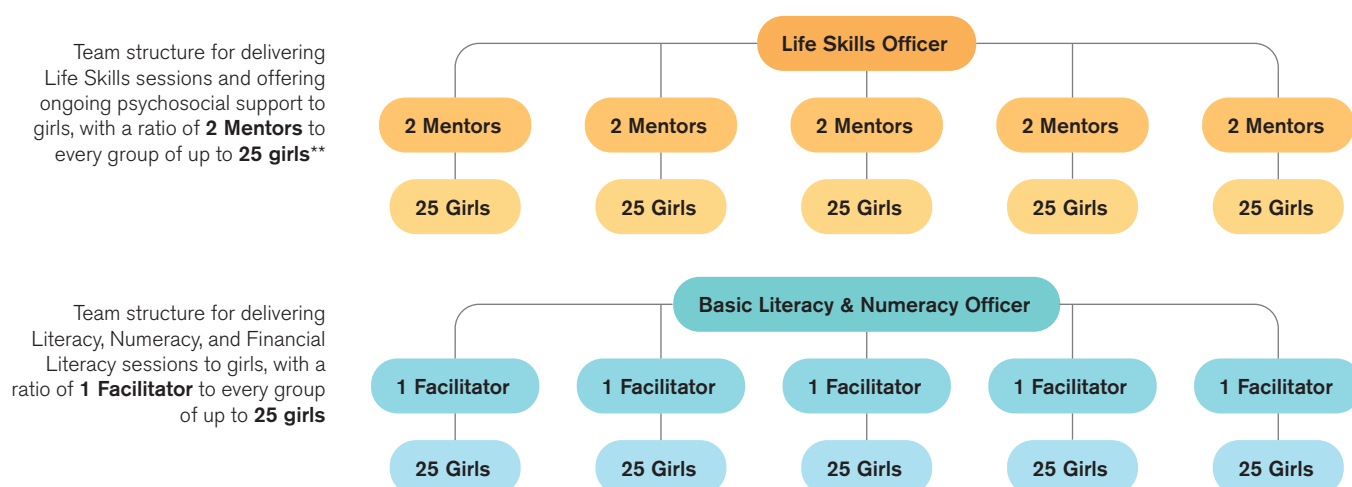 Team structure for delivering
Life Skills sessions and offering
ongoing psychosocial support to
girls, with a ratio of 2 Mentors to
every group of up to 25 girls**
Life Skills Officer
2 Mentors
2 Mentors
2 Mentors
2 Mentors
2 Mentors
25 Girls
25 Girls
25 Girls
25 Girls
25 Girls
Team structure for delivering
Literacy, Numeracy, and Financial
Literacy sessions to girls, with a
ratio of 1 Facilitator to every group
of up to 25 girls
Basic Literacy & Numeracy Officer
1 Facilitator
1 Facilitator
1 Facilitator
1 Facilitator
1 Facilitator
25 Girls
25 Girls
25 Girls
25 Girls
25 Girls